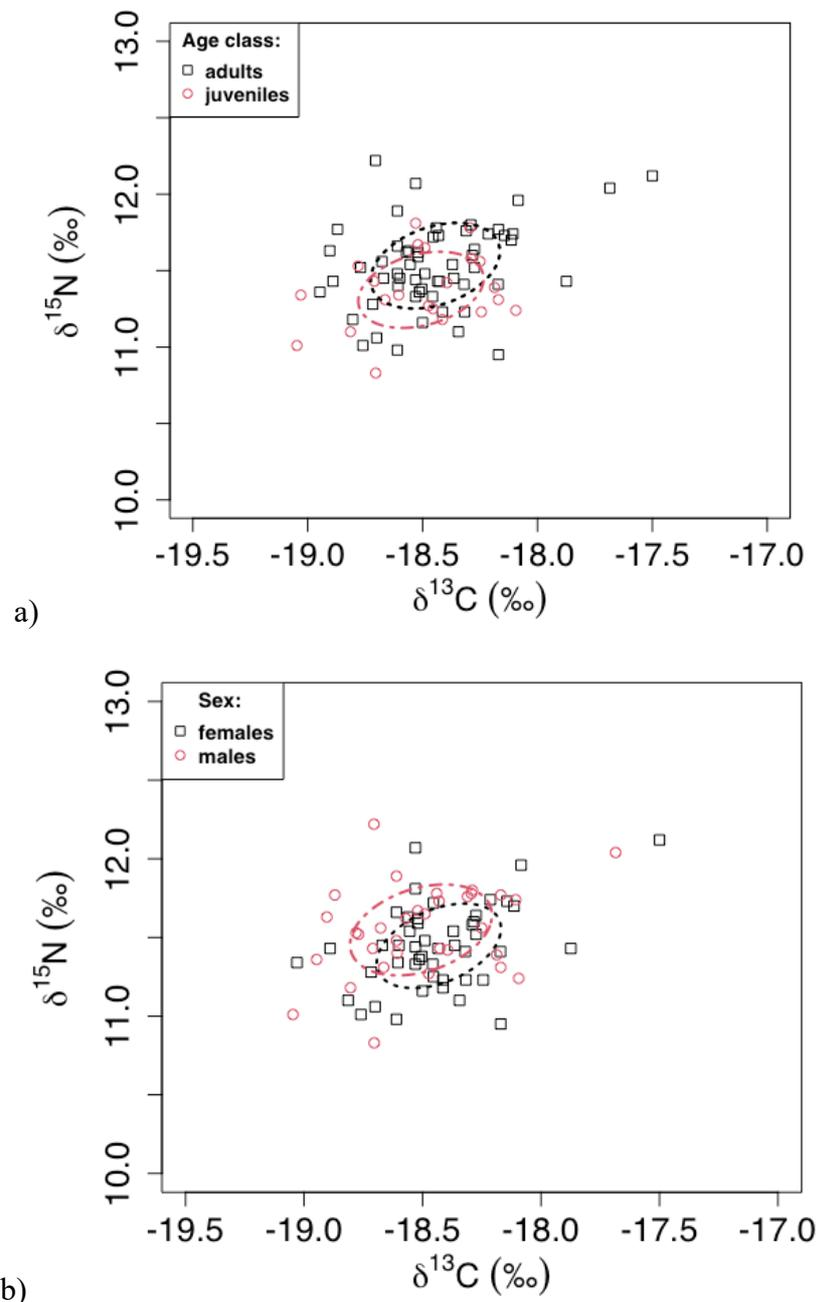 Age class:
adults
juveniles
13.0
12.0
11.0
10.0
δ15N (‰)
-19.5 -19.0 -18.5 -18.0 -17.5 -17.0
δ13C (‰)
a)
Sex:
females
males
13.0
12.0
11.0
10.0
δ15N (‰)
-19.5 -19.0 -18.5 -18.0 -17.5 -17.0
δ13C (‰)
b)